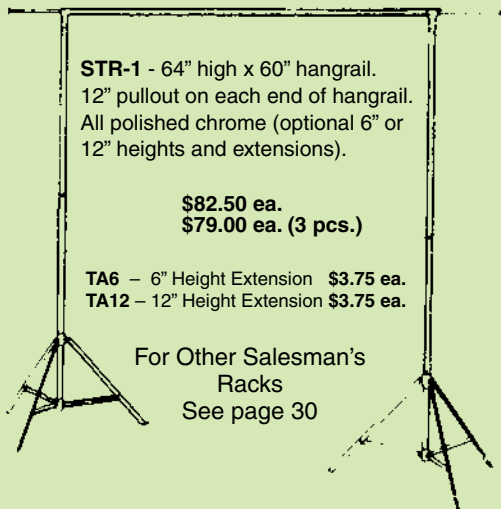 STR-1 - 64” high x 60” hangrail.
12” pullout on each end of hangrail.
All polished chrome (optional 6” or
12” heights and extensions).
$82.50 ea.
$79.00 ea. (3 pcs.)
TA6 – 6” Height Extension $3.75 ea.
TA12 – 12” Height Extension $3.75 ea.
For Other Salesman’s
Racks
See page 30